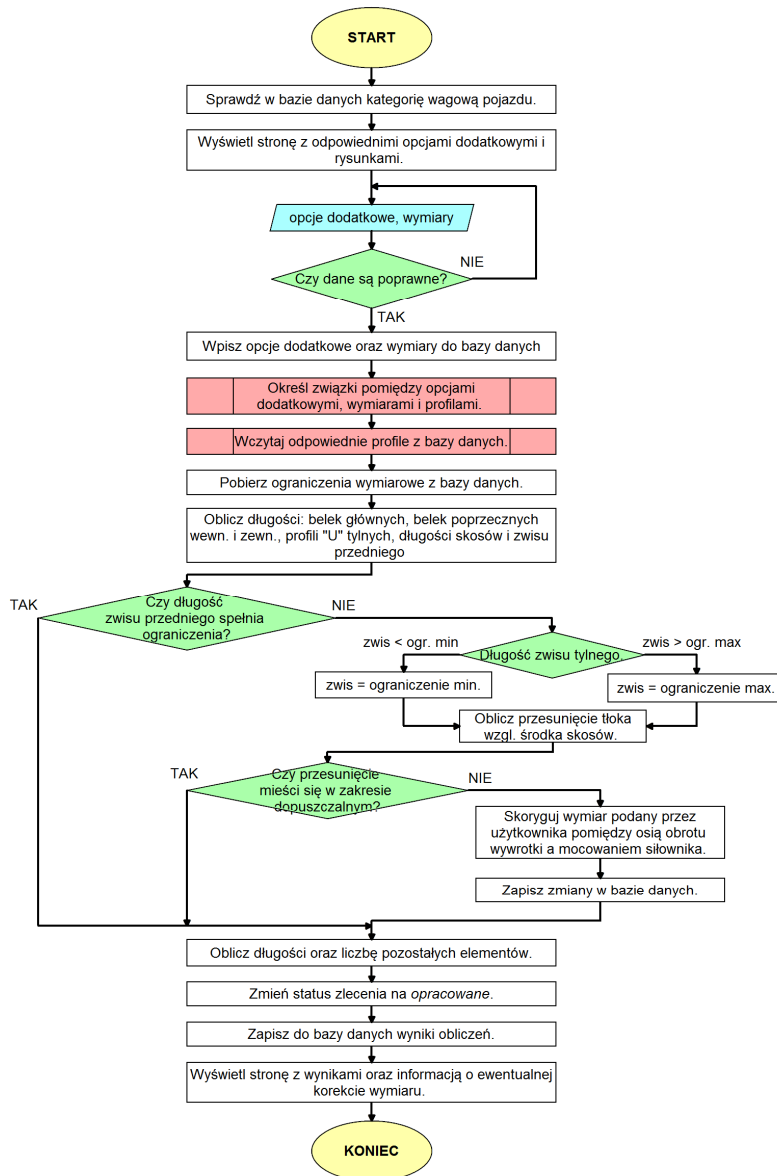 START
Sprawdź w bazie danych kategorię wagową pojazdu.
Wyświetl stronę z odpowiednimi opcjami dodatkowymi i
rysunkami.
opcje dodatkowe, wymiary
NIE
Czy dane są poprawne?
TAK
Wpisz opcje dodatkowe oraz wymiary do bazy danych
Określ związki pomiędzy opcjami
dodatkowymi, wymiarami i profilami.
Wczytaj odpowiednie profile z bazy danych.
Pobierz ograniczenia wymiarowe z bazy danych.
Oblicz długości: belek głównych, belek poprzecznych
wewn. i zewn., profili "U" tylnych, długości skosów i zwisu
przedniego
TAK
Czy długość
zwisu przedniego spełnia
ograniczenia?
NIE
zwis < ogr. min
Długość zwisu tylnego.
zwis > ogr. max
zwis = ograniczenie min.
zwis = ograniczenie max.
Oblicz przesunięcie tłoka
wzgl. środka skosów.
TAK
Czy przesunięcie
mieści się w zakresie
dopuszczalnym?
NIE
Skoryguj wymiar podany przez
użytkownika pomiędzy osią obrotu
wywrotki a mocowaniem siłownika.
Zapisz zmiany w bazie danych.
Oblicz długości oraz liczbę pozostałych elementów.
Zmień status zlecenia na opracowane.
Zapisz do bazy danych wyniki obliczeń.
Wyświetl stronę z wynikami oraz informacją o ewentualnej
korekcie wymiaru.
KONIEC